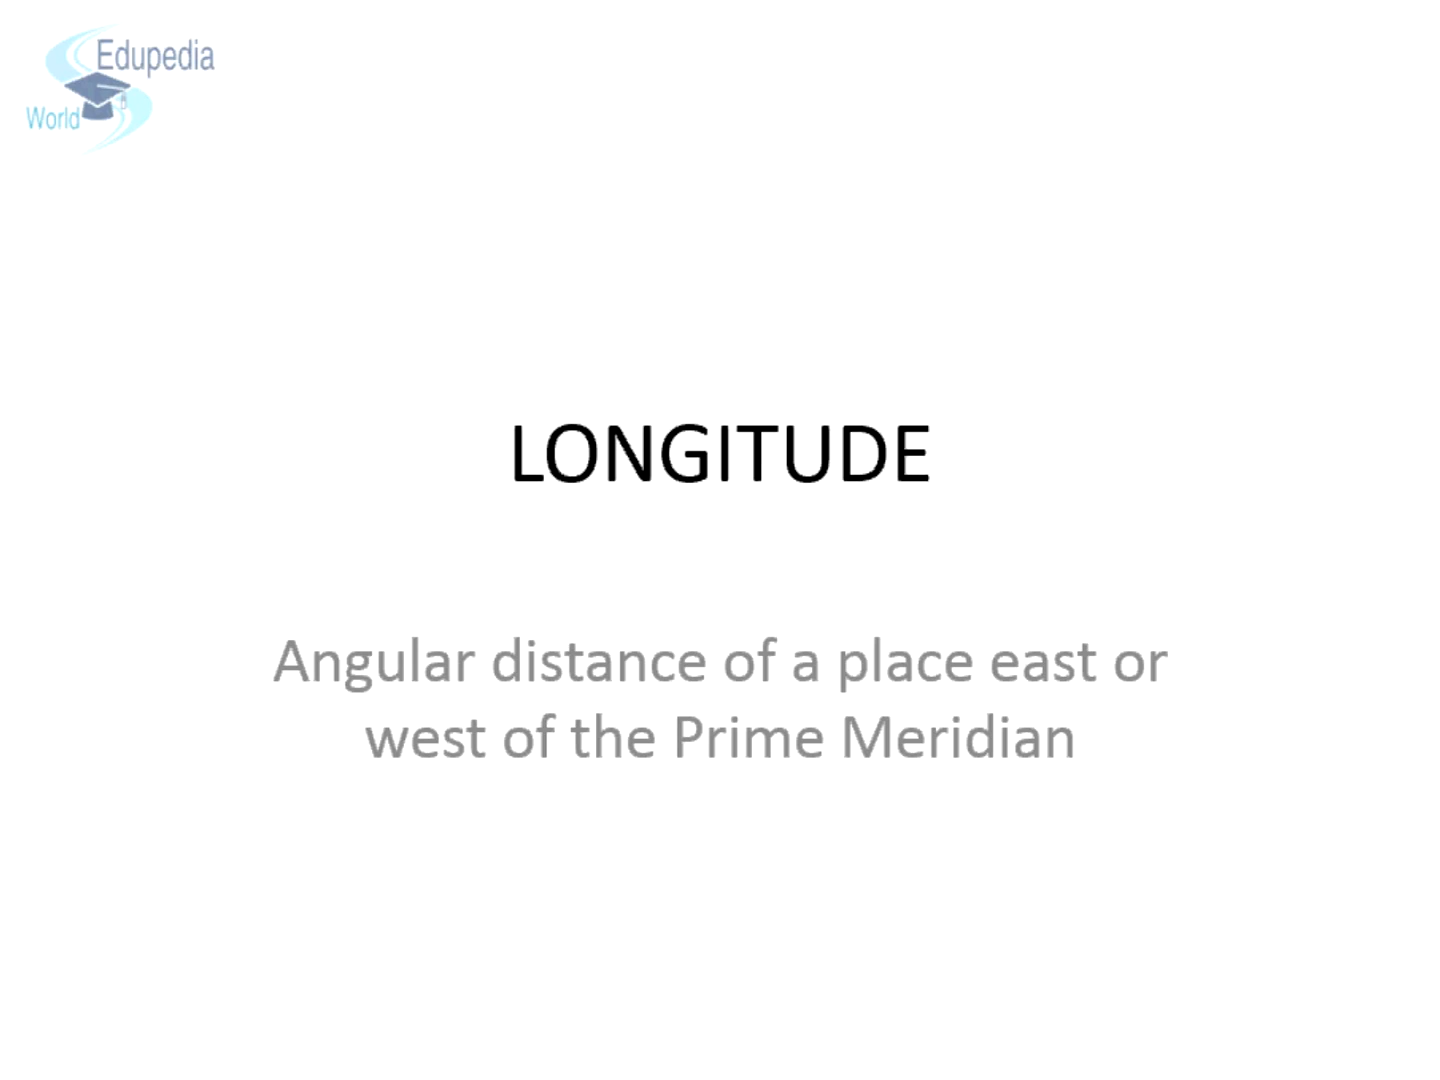 Edupedia
World
LONGITUDE
Angular distance of a place east or
west of the Prime Meridian